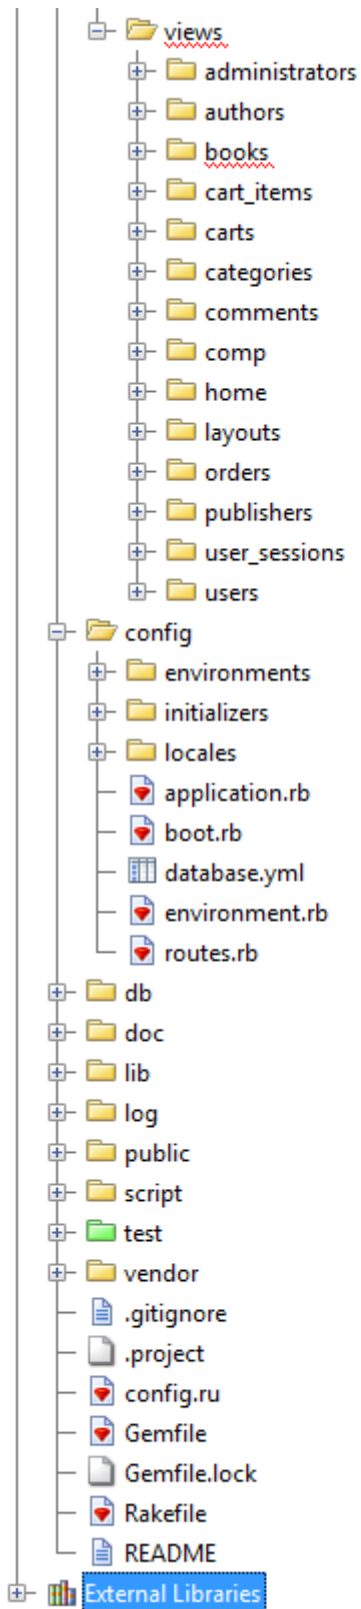 views
administrators
authors
books
cart_items
carts
categories
comments
comp
home
layouts
orders
publishers
user_sessions
users
config
environments
initializers
locales
application.rb
boot.rb
database.yml
environment.rb
routes.rb
db
doc
lib
log
public
script
test
vendor
.gitignore
.project
config.ru
Gemfile
Gemfile.lock
Rakefile
README
External Libraries